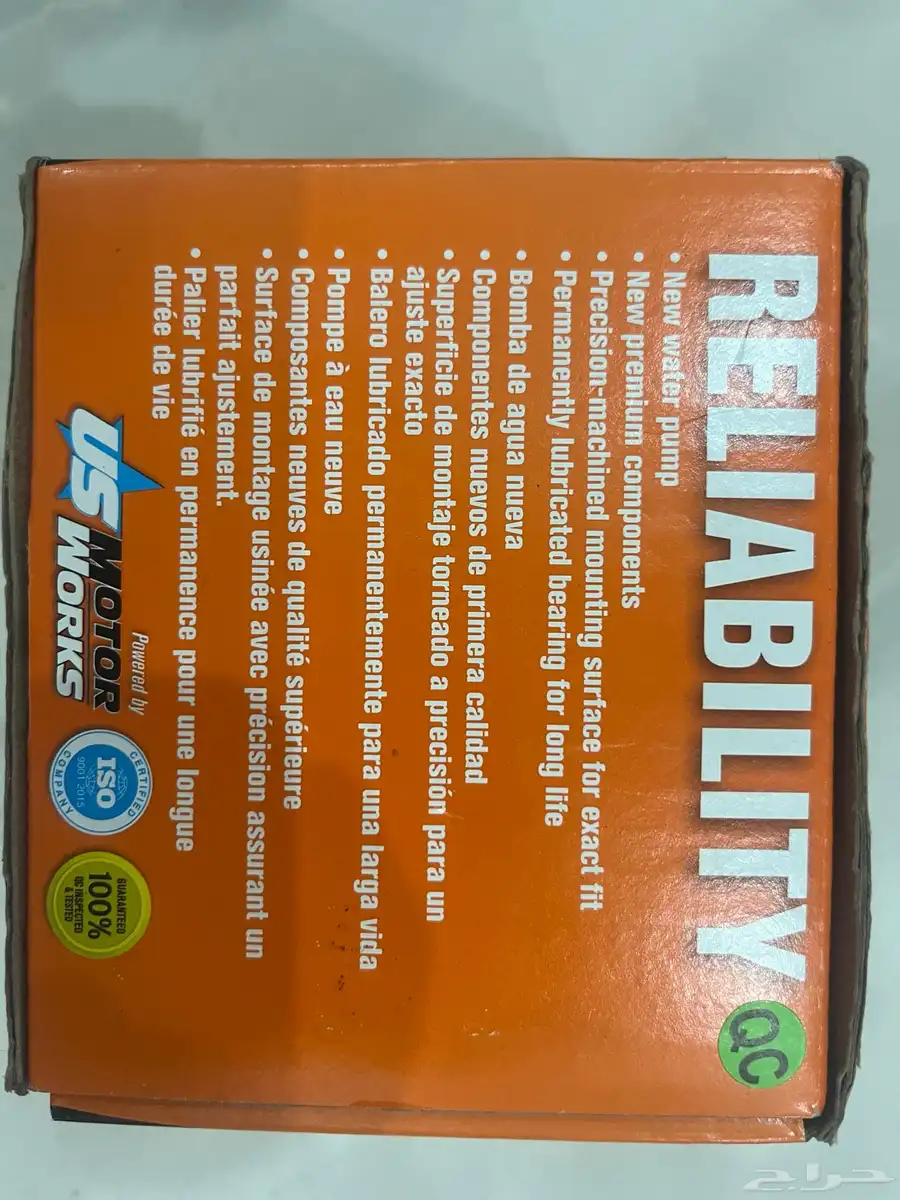 RELIABILITY
QC
• New water pump
• New premium components
• Precision-machined mounting surface for exact fit
• Permanently lubricated bearing for long life
• Bomba de agua nueva
• Componentes nuevos de primera calidad
• Superficie de montaje torneado a precisión para un
ajuste exacto
• Balero lubricado permanentemente para una larga vida
• Pompe à eau neuve
• Composantes neuves de qualité supérieure
• Surface de montage usinée avec précision assurant un
parfait ajustement.
• Palier lubrifié en permanence pour une longue
durée de vie
Powered by
US MOTOR
WORKS
CERTIFIED
ISO
9001:2015
COMPANY
GUARANTEED
100%
QC INSPECTED
& TESTED
حراج